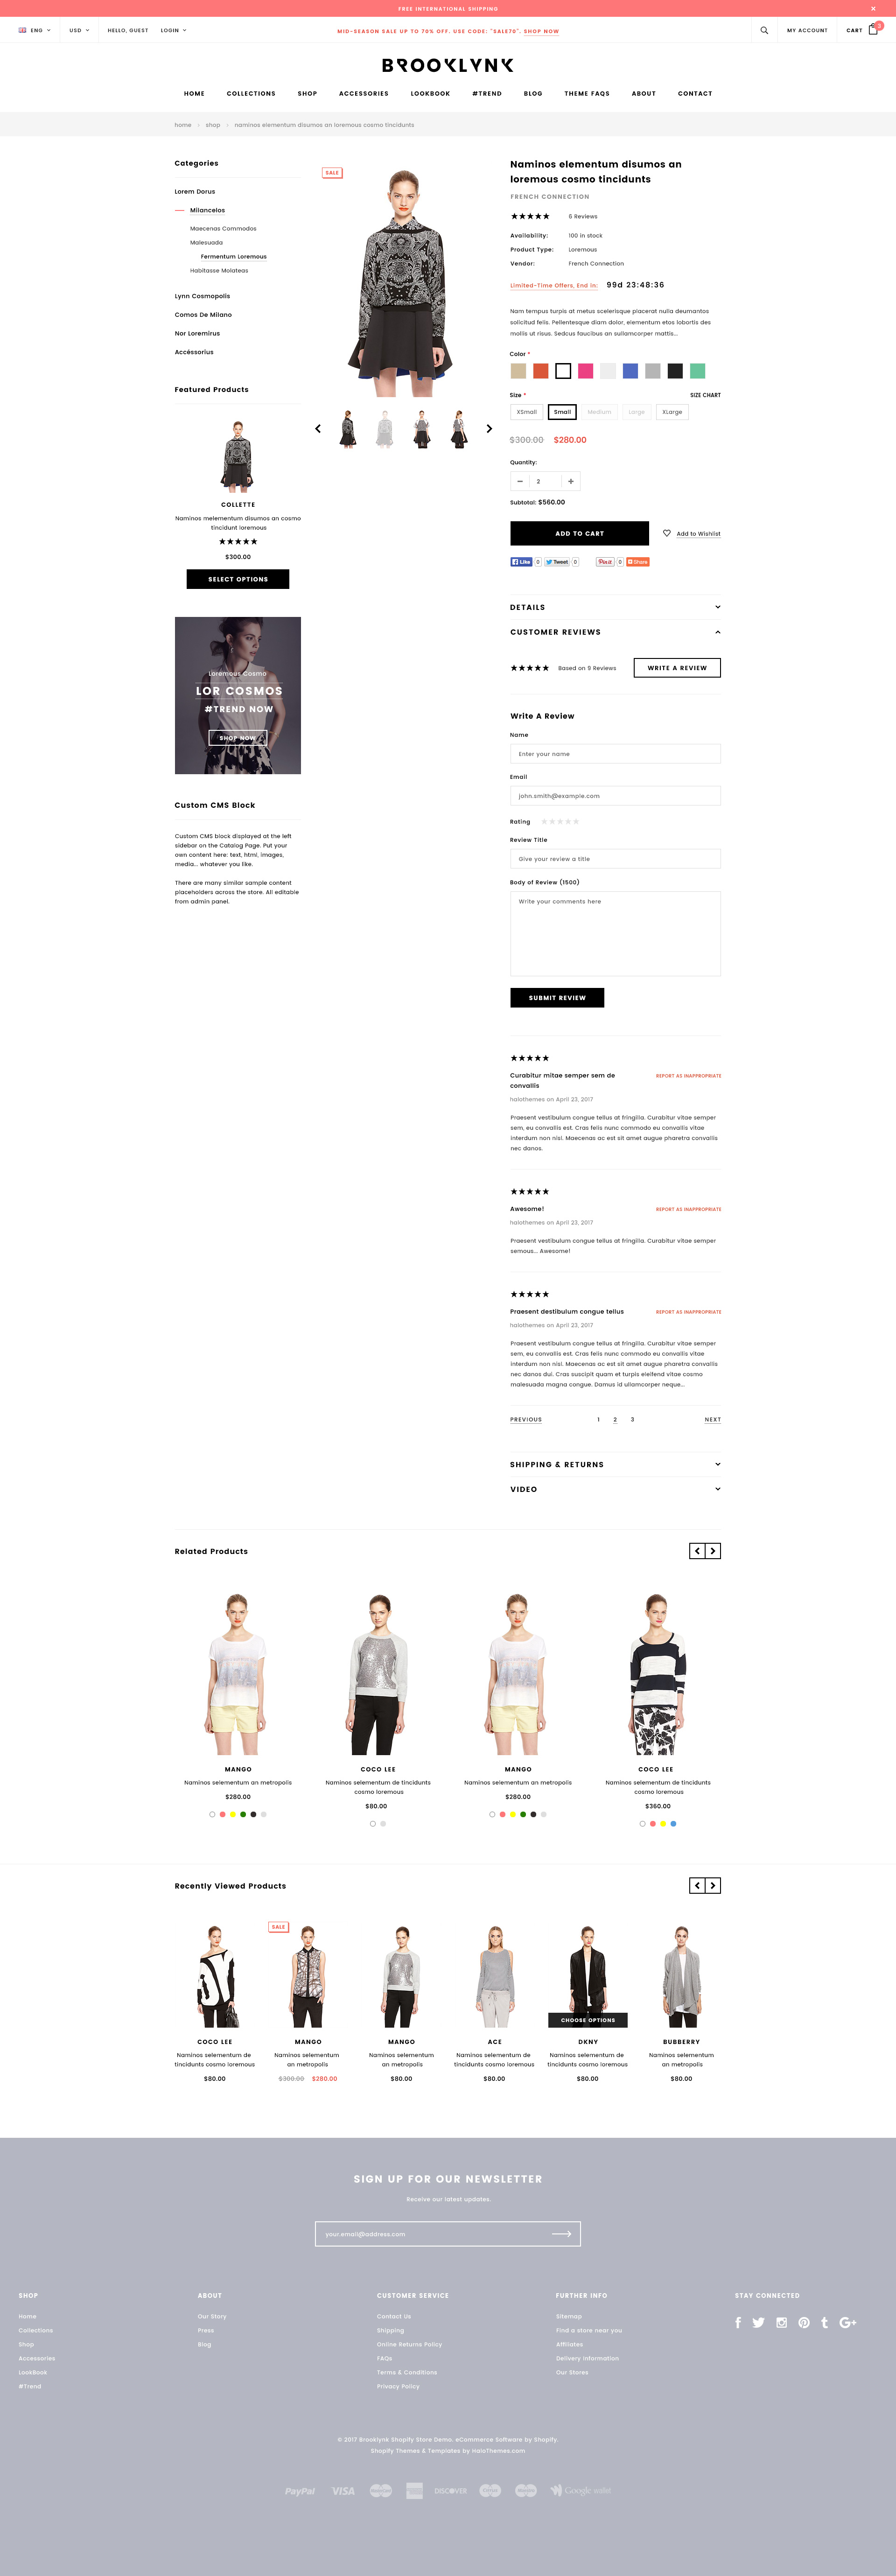 FREE INTERNATIONAL SHIPPING
ENG
USD
HELLO, GUEST
LOGIN
MID-SEASON SALE UP TO 70% OFF. USE CODE: "SALE70". SHOP NOW
MY ACCOUNT
CART
BROOKLYNK
HOME
COLLECTIONS
SHOP
ACCESSORIES
LOOKBOOK
#TREND
BLOG
THEME FAQS
ABOUT
CONTACT
home
shop
naminos elementum disumos an loremous cosmo tincidunts
Categories
Lorem Dorus
Milancelos
Maecenas Commodos
Malesuada
Fermentum Loremous
Habitasse Molateas
Lynn Cosmopolis
Comos De Milano
Nor Loremirus
Accéssorius
Featured Products
COLLETTE
Naminos melementum disumos an cosmo
tincidunt loremous
$300.00
SELECT OPTIONS
Loremous Cosmo
LOR COSMOS
#TREND NOW
SHOP NOW
Custom CMS Block
Custom CMS block displayed at the left
sidebar on the Catalog Page. Put your
own content here: text, html, images,
media... whatever you like.
There are many similar sample content
placeholders across the store. All editable
from admin panel.
SALE
Naminos elementum disumos an
loremous cosmo tincidunts
FRENCH CONNECTION
6 Reviews
Availability: 100 in stock
Product Type: Loremous
Vendor: French Connection
Limited-Time Offers, End in: 99d 23:48:36
Nam tempus turpis at metus scelerisque placerat nulla deumantos
solicitud felis. Pellentesque diam dolor, elementum etos lobortis des
mollis ut risus. Sedcus faucibus an sullamcorper mattis...
Color *
Size *
SIZE CHART
XSmall
Small
Medium
Large
XLarge
$300.00 $280.00
Quantity:
2
Subtotal: $560.00
ADD TO CART
Add to Wishlist
Like 0
Tweet 0
Pinit 0
Share
DETAILS
CUSTOMER REVIEWS
Based on 9 Reviews
WRITE A REVIEW
Write A Review
Name
Enter your name
Email
john.smith@example.com
Rating
Review Title
Give your review a title
Body of Review (1500)
Write your comments here
SUBMIT REVIEW
Curabitur mitae semper sem de
convallis
REPORT AS INAPPROPRIATE
halothemes on April 23, 2017
Praesent vestibulum congue tellus at fringilla. Curabitur vitae semper
sem, eu convallis est. Cras felis nunc commodo eu convallis vitae
interdum non nisl. Maecenas ac est sit amet augue pharetra convallis
nec danos.
Awesome!
REPORT AS INAPPROPRIATE
halothemes on April 23, 2017
Praesent vestibulum congue tellus at fringilla. Curabitur vitae semper
semous... Awesome!
Praesent destibulum congue tellus
REPORT AS INAPPROPRIATE
halothemes on April 23, 2017
Praesent vestibulum congue tellus at fringilla. Curabitur vitae semper
sem, eu convallis est. Cras felis nunc commodo eu convallis vitae
interdum non nisl. Maecenas ac est sit amet augue pharetra convallis
nec danos dui. Cras suscipit quam et turpis eleifend vitae cosmo
malesuada magna congue. Damus id ullamcorper neque...
PREVIOUS
1 2 3
NEXT
SHIPPING & RETURNS
VIDEO
Related Products
MANGO
Naminos selementum an metropolis
$280.00
COCO LEE
Naminos selementum de tincidunts
cosmo loremous
$80.00
MANGO
Naminos selementum an metropolis
$280.00
COCO LEE
Naminos selementum de tincidunts
cosmo loremous
$360.00
Recently Viewed Products
COCO LEE
Naminos selementum de
tincidunts cosmo loremous
$80.00
SALE
MANGO
Naminos selementum
an metropolis
$300.00 $280.00
MANGO
Naminos selementum
an metropolis
$80.00
ACE
Naminos selementum de
tincidunts cosmo loremous
$80.00
CHOOSE OPTIONS
DKNY
Naminos selementum de
tincidunts cosmo loremous
$80.00
BUBBERRY
Naminos selementum
an metropolis
$80.00
SIGN UP FOR OUR NEWSLETTER
Receive our latest updates.
your.email@address.com
SHOP
Home
Collections
Shop
Accessories
LookBook
#Trend
ABOUT
Our Story
Press
Blog
CUSTOMER SERVICE
Contact Us
Shipping
Online Returns Policy
FAQs
Terms & Conditions
Privacy Policy
FURTHER INFO
Sitemap
Find a store near you
Affliates
Delivery Information
Our Stores
STAY CONNECTED
© 2017 Brooklynk Shopify Store Demo. eCommerce Software by Shopify.
Shopify Themes & Templates by HaloThemes.com
PayPal
VISA
DISCOVER
Google wallet